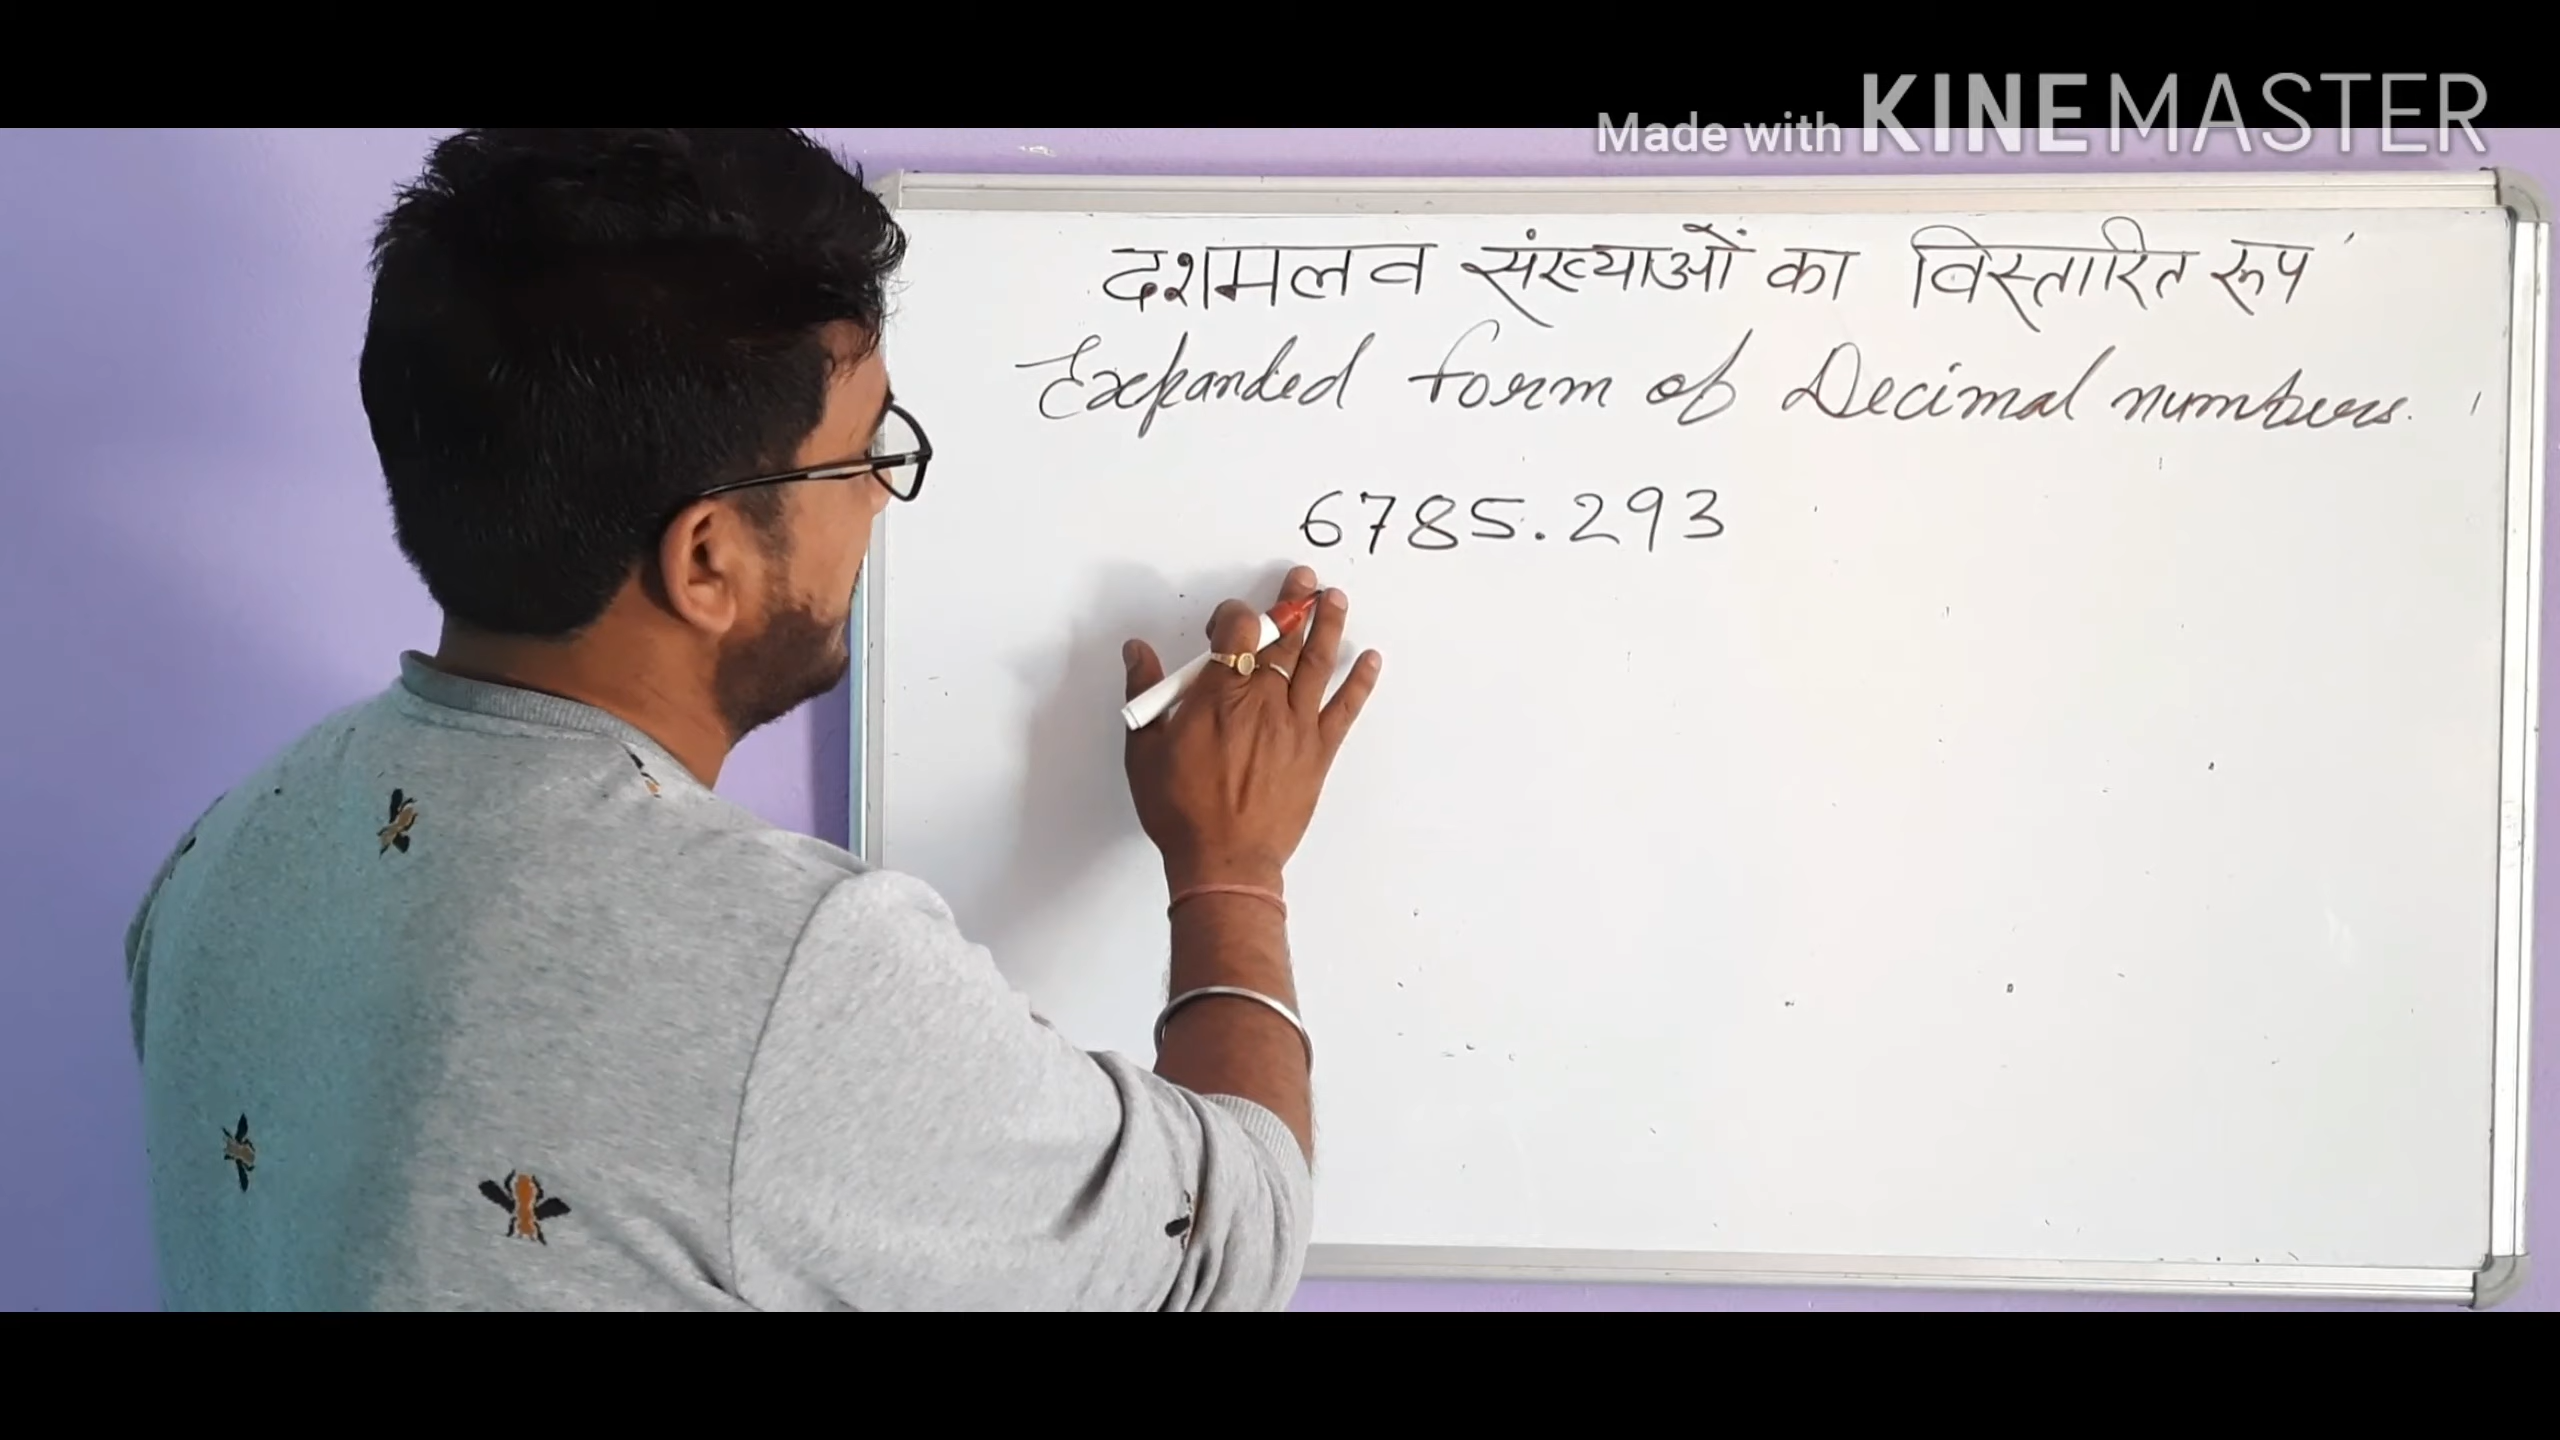 Made with KINEMASTER
दशमलव संख्याओं का विस्तारित रूप
Expanded form of Decimal numbers.
6785.293